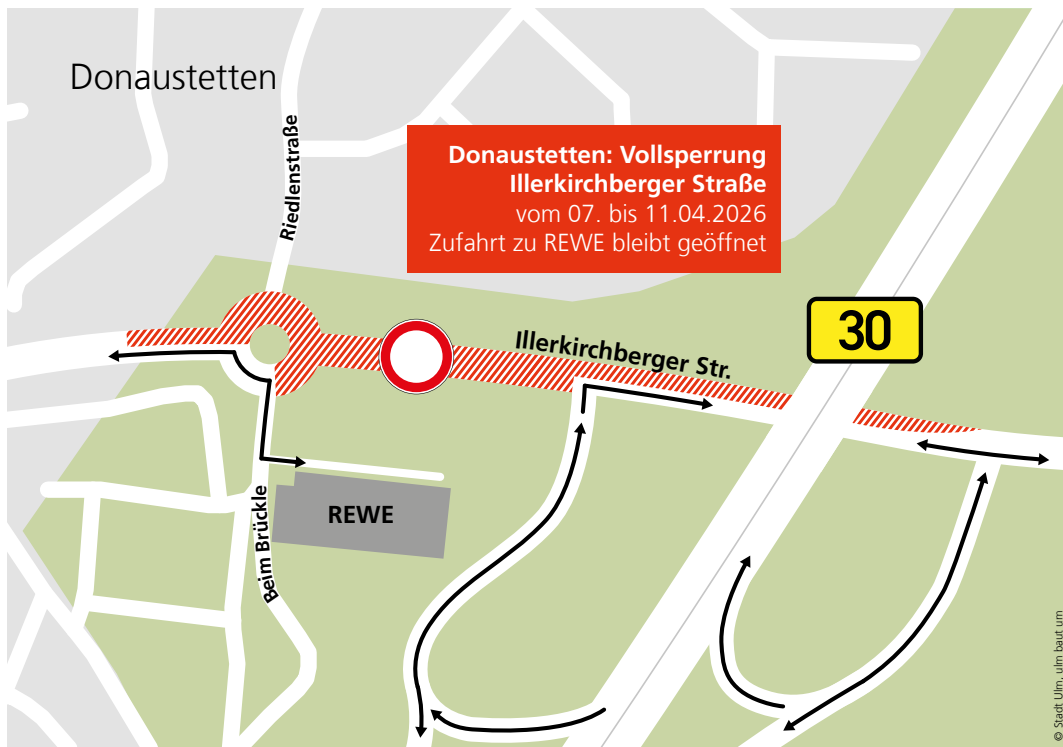 Donaustetten
Riedlenstraße
Donaustetten: Vollsperrung
Illerkirchberger Straße
vom 07. bis 11.04.2026
Zufahrt zu REWE bleibt geöffnet
30
Illerkirchberger Str.
REWE
Beim Brückle
© Stadt Ulm, ulm baut um